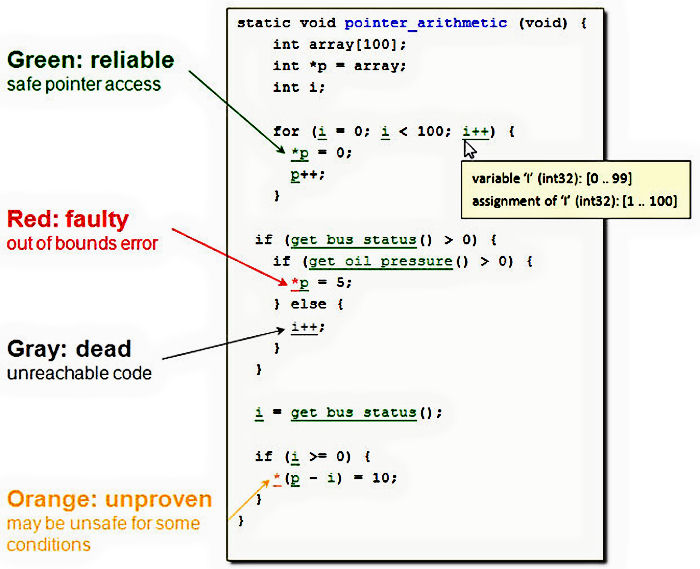 static void pointer_arithmetic (void) {
int array[100];
int *p = array;
int i;
for (i = 0; i < 100; i++) {
*p = 0;
p++;
}
variable 'I' (int32): [0 .. 99]
assignment of 'I' (int32): [1 .. 100]
if (get_bus_status() > 0) {
if (get_oil_pressure() > 0) {
*p = 5;
} else {
i++;
}
}
i = get_bus_status();
if (i >= 0) {
*(p - i) = 10;
}
}
Green: reliable
safe pointer access
Red: faulty
out of bounds error
Gray: dead
unreachable code
Orange: unproven
may be unsafe for some
conditions